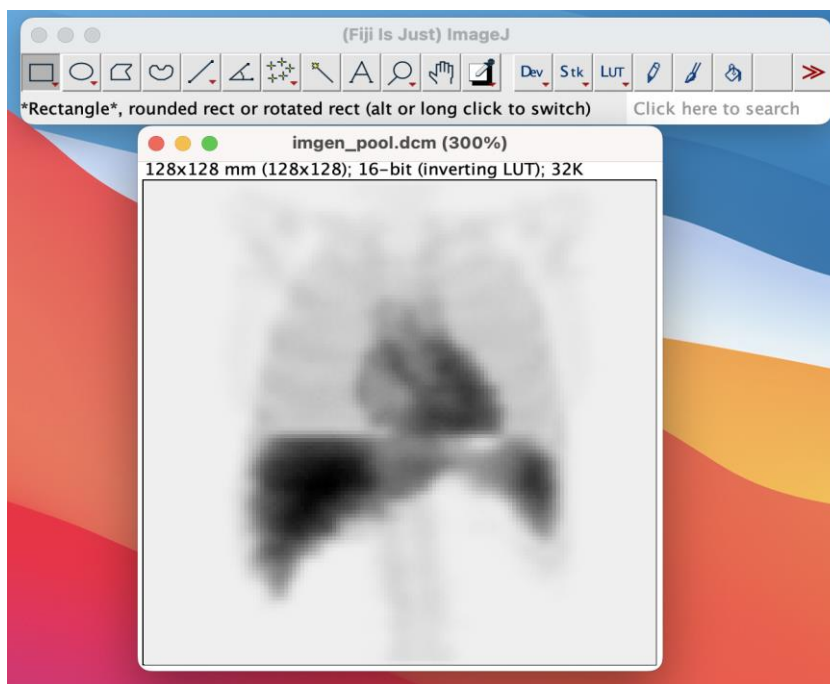 (Fiji Is Just) ImageJ
A Dev Stk LUT >>
*Rectangle*, rounded rect or rotated rect (alt or long click to switch) Click here to search
imgen_pool.dcm (300%)
128x128 mm (128x128); 16-bit (inverting LUT); 32K